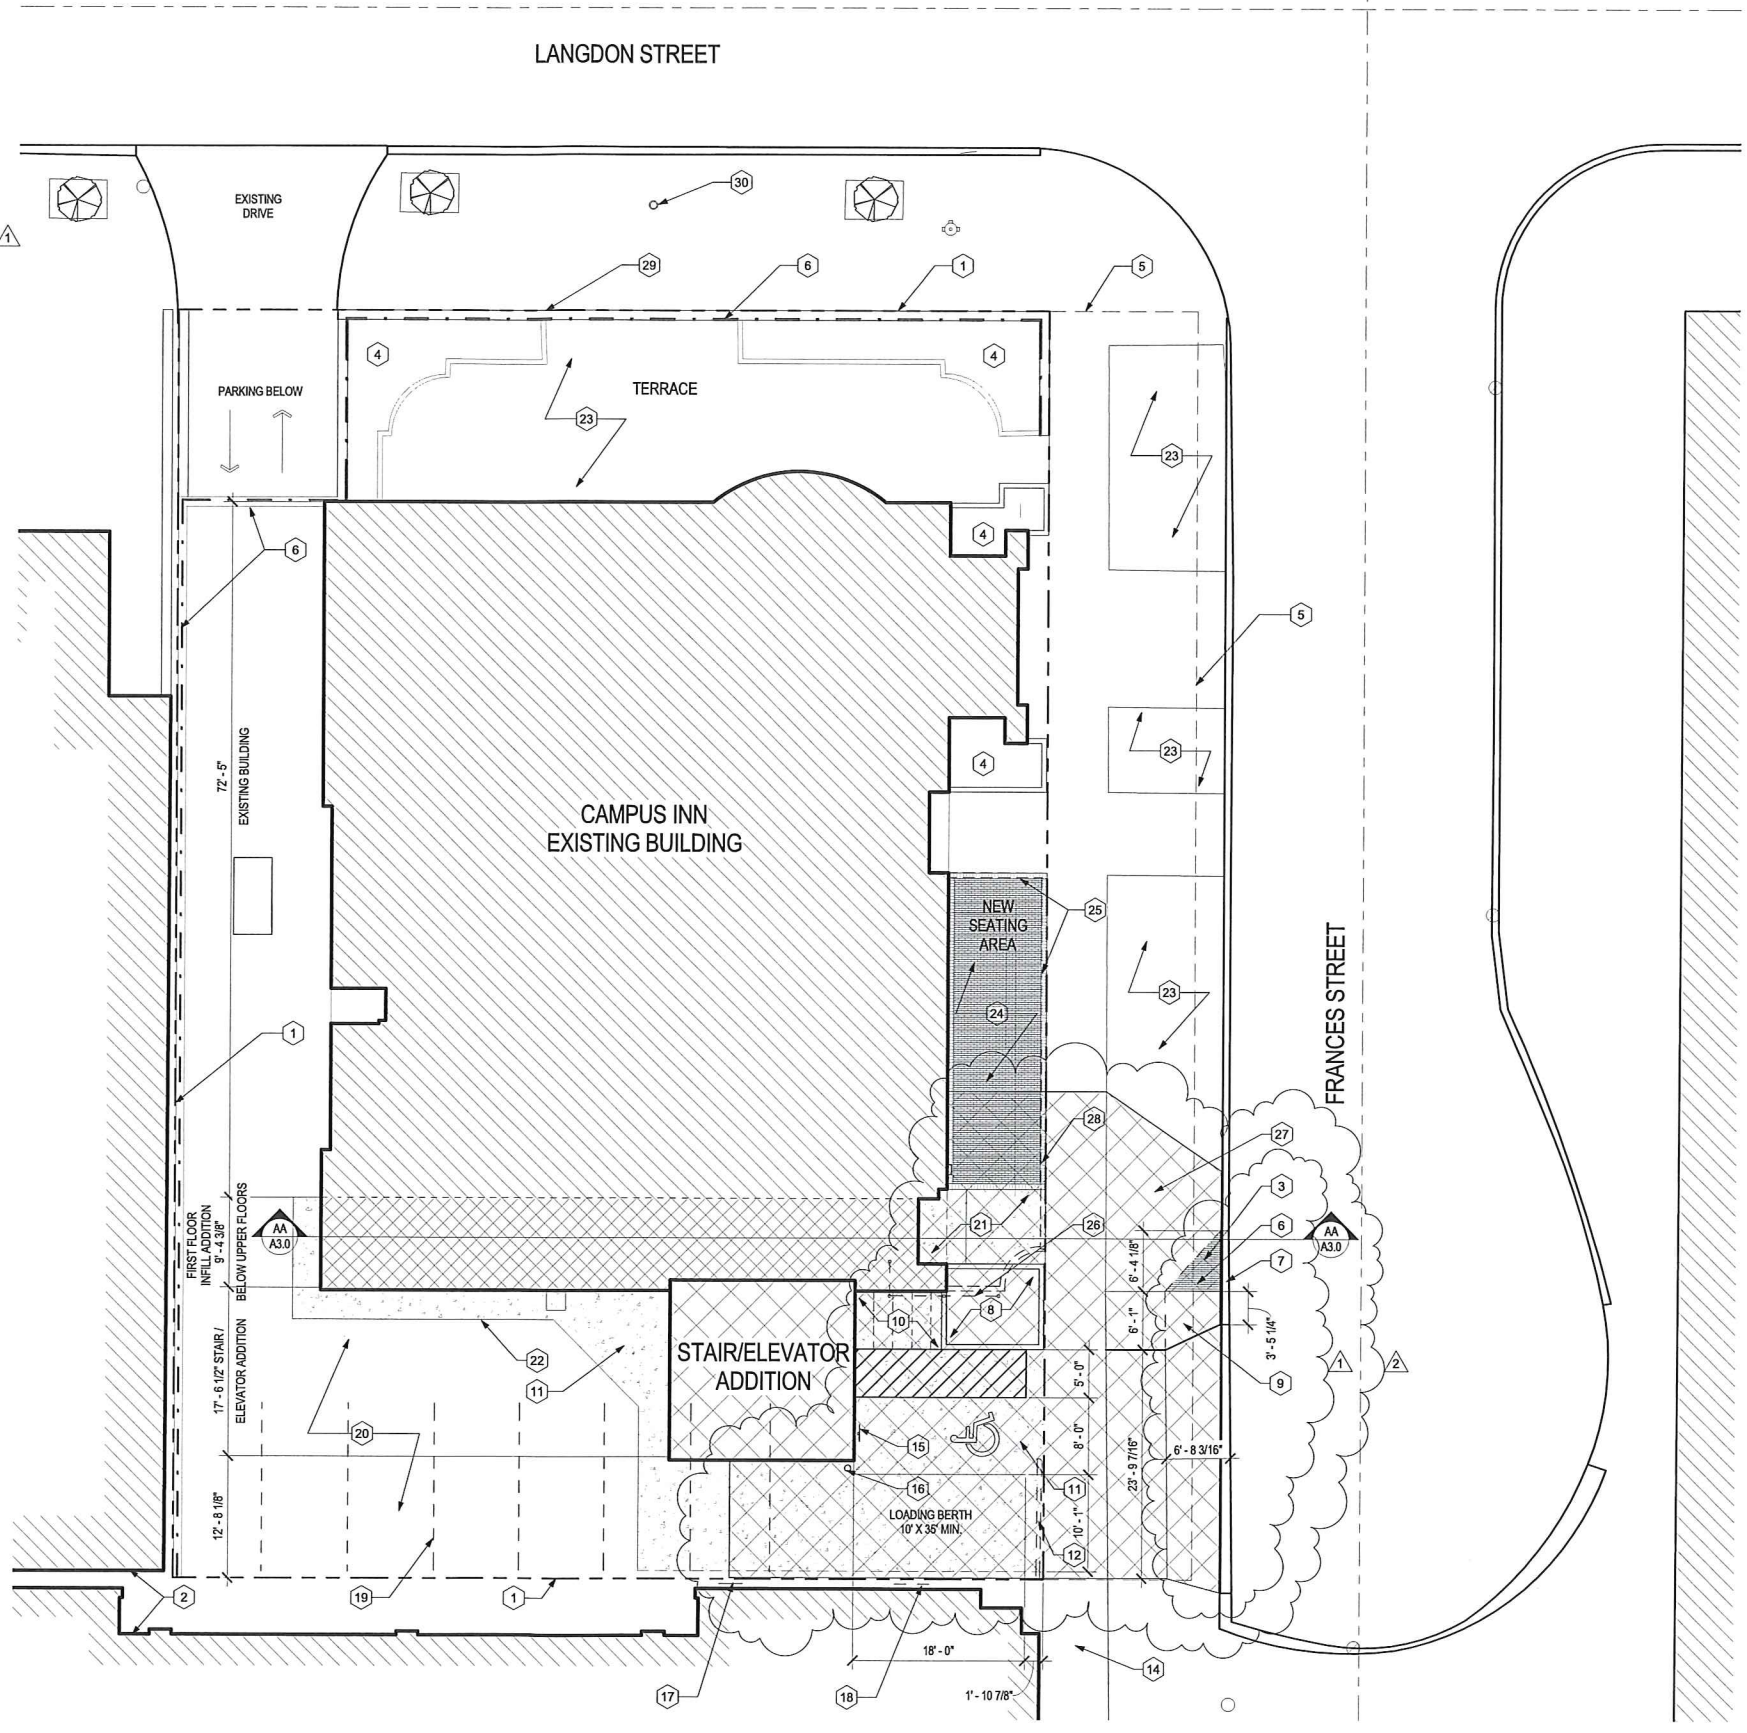 LANGDON STREET
EXISTING
DRIVE
30
1
29
6
1
5
4
4
PARKING BELOW
TERRACE
23
23
4
6
5
23
4
72' - 5"
EXISTING BUILDING
CAMPUS INN
EXISTING BUILDING
NEW
SEATING
AREA
25
23
24
1
FRANCES STREET
28
27
3
FIRST FLOOR
INFILL ADDITION
9' - 4 3/8"
BELOW UPPER FLOORS
AA
A3.0
21
26
6
AA
A3.0
6' - 4 1/8"
7
8
10
6' - 1"
3' - 5 1/4"
17' - 6 1/2" STAIR /
ELEVATOR ADDITION
22
11
STAIR/ELEVATOR
ADDITION
5' - 0"
9
1
2
20
15
8' - 0"
6' - 8 3/16"
23' - 9 7/16"
16
11
12' - 8 1/8"
LOADING BERTH
10' X 35' MIN.
10' - 1"
12
2
19
1
18' - 0"
14
17
18
1' - 10 7/8"